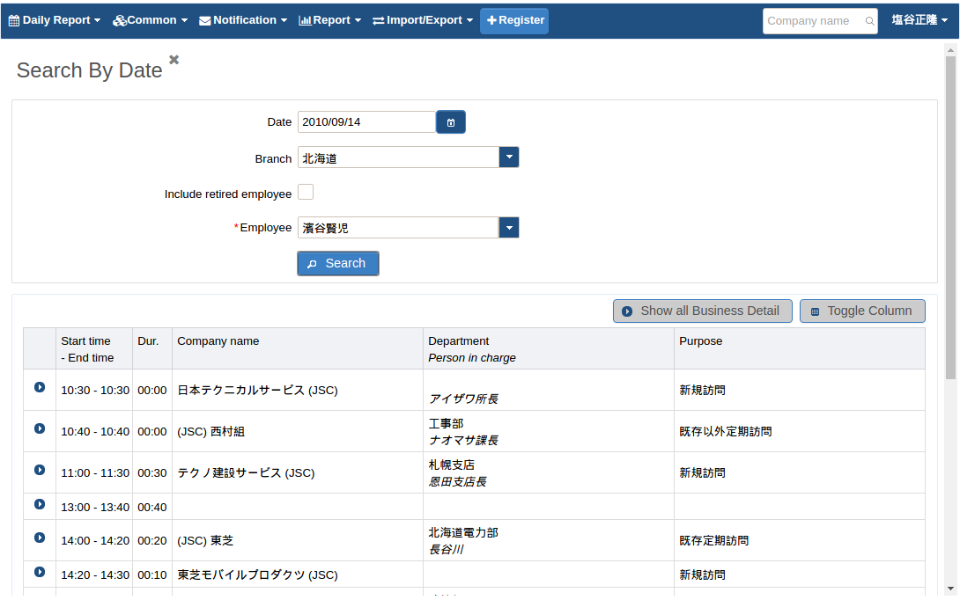 Daily Report Common Notification Report Import/Export Register Company name 塩谷正隆
Search By Date
Date 2010/09/14
Branch 北海道
Include retired employee
*Employee 濱谷賢児
Search
Show all Business Detail Toggle Column
Start time Dur. Company name Department Purpose
- End time Person in charge
10:30 - 10:30 00:00 日本テクニカルサービス (JSC) 新規訪問
アイザワ所長
工事部
10:40 - 10:40 00:00 (JSC) 西村組 既存以外定期訪問
ナオマサ課長
札幌支店
11:00 - 11:30 00:30 テクノ建設サービス (JSC) 新規訪問
恩田支店長
13:00 - 13:40 00:40
北海道電力部
14:00 - 14:20 00:20 (JSC) 東芝 既存定期訪問
長谷川
14:20 - 14:30 00:10 東芝モバイルプロダクツ (JSC) 新規訪問